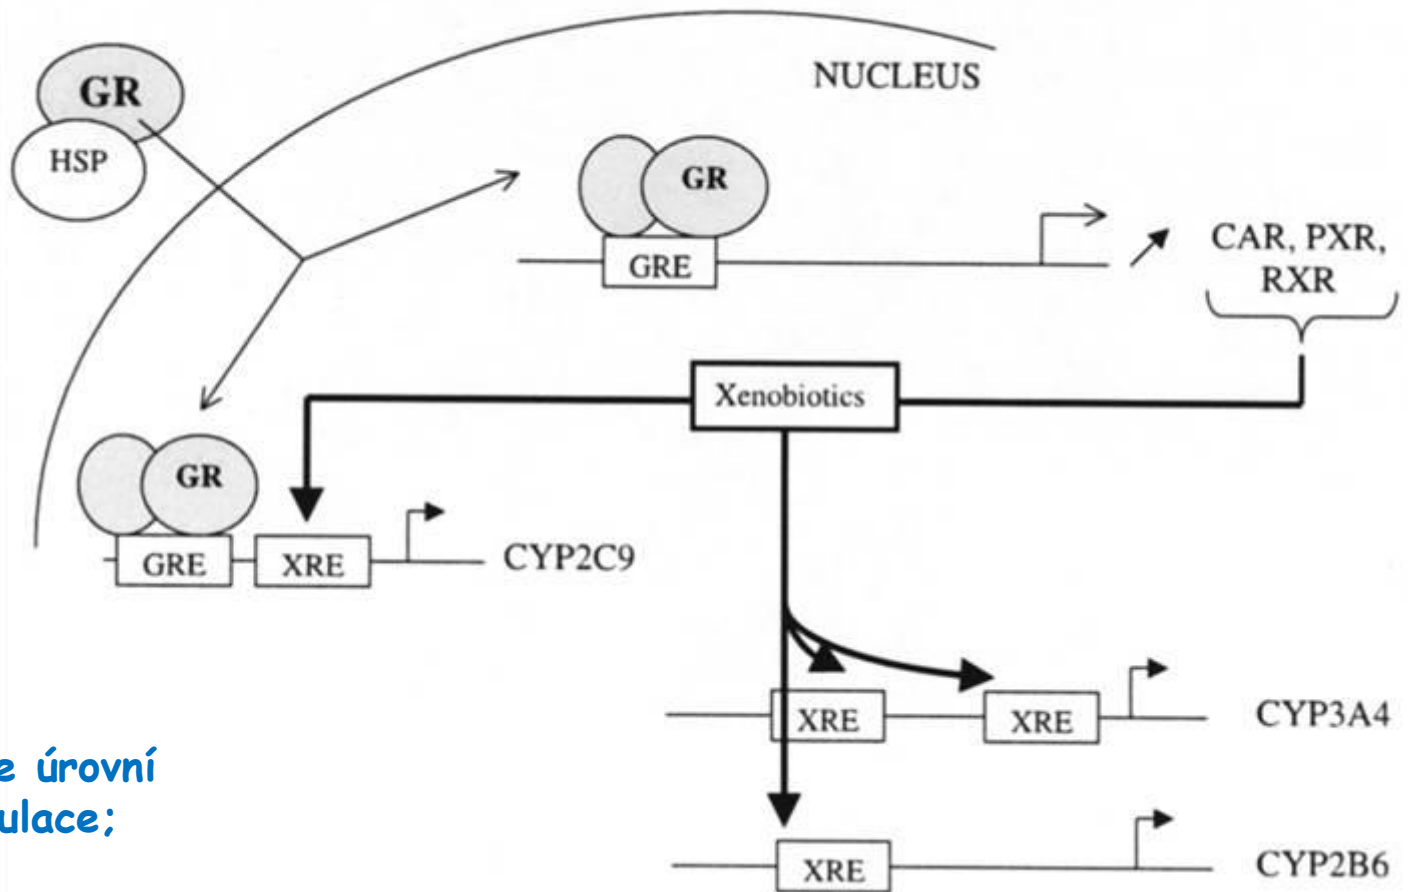 NUCLEUS
GR
HSP
GR
GRE
CAR, PXR,
RXR
Xenobiotics
GR
GRE
XRE
CYP2C9
XRE
XRE
CYP3A4
XRE
CYP2B6
e úrovní
ulace;